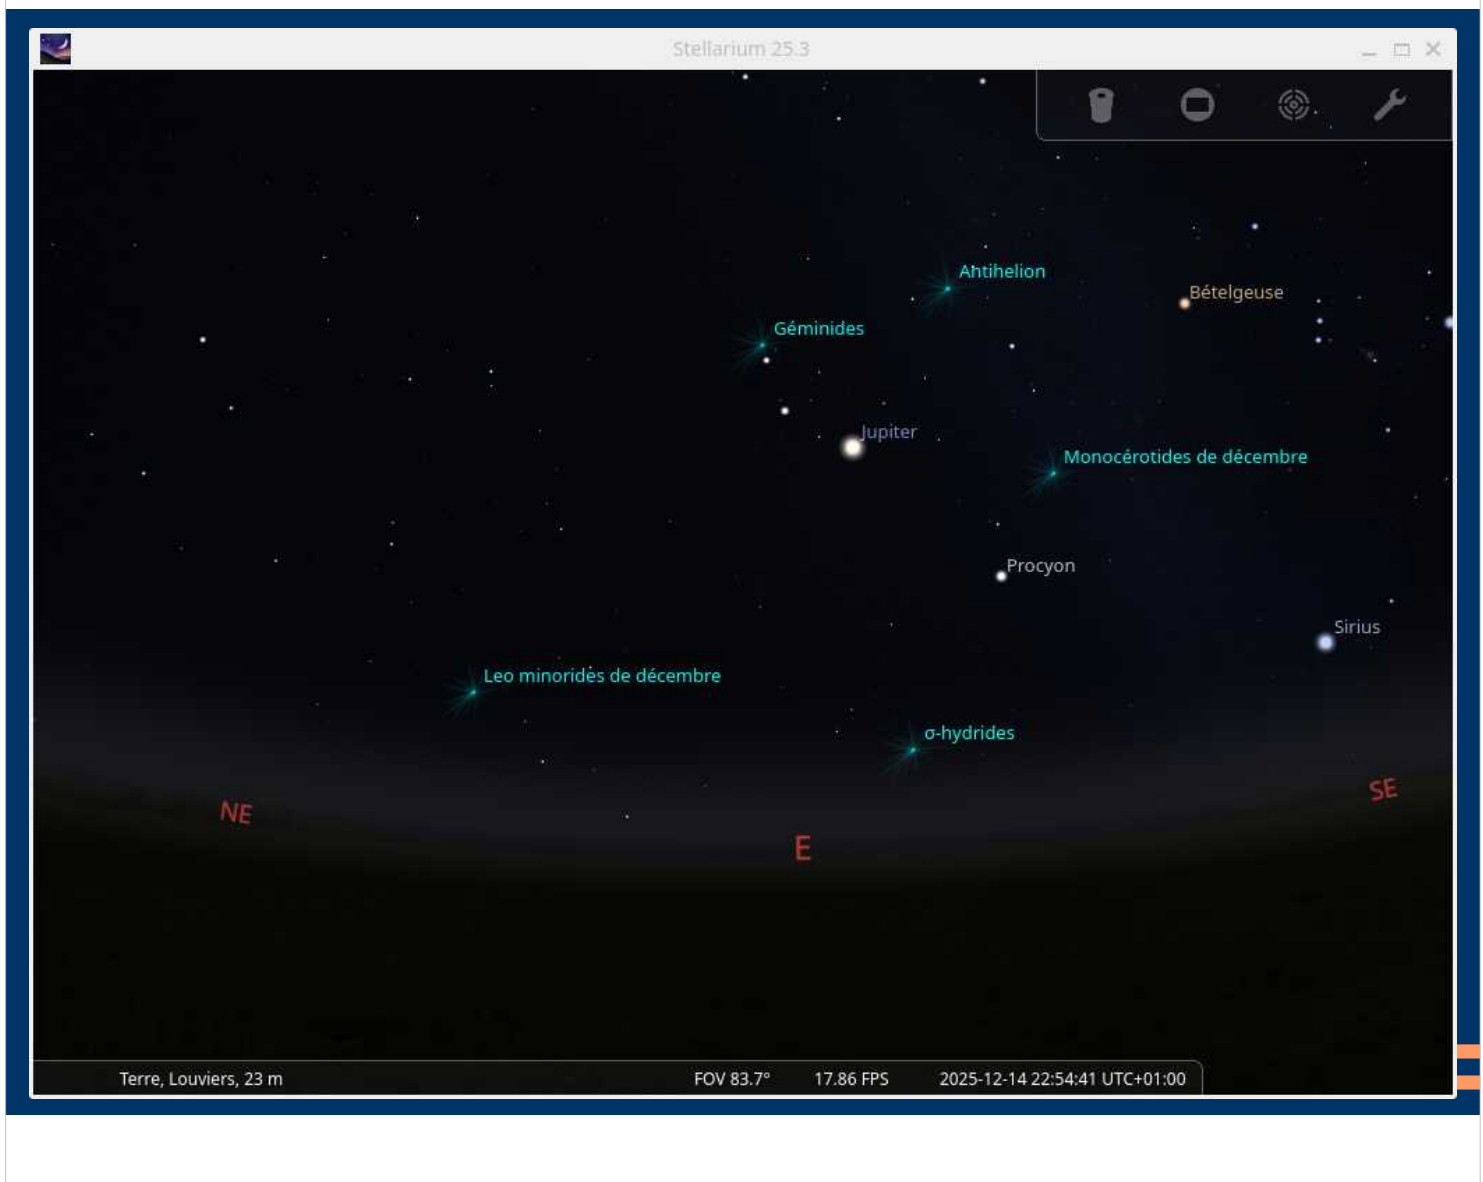 Stellarium 25.3
Antihelion
Bételgeuse
Géminides
Jupiter
Monocérotides de décembre
Procyon
Sirius
Leo minorides de décembre
σ-hydrides
NE
E
SE
Terre, Louviers, 23 m
FOV 83.7°
17.86 FPS
2025-12-14 22:54:41 UTC+01:00